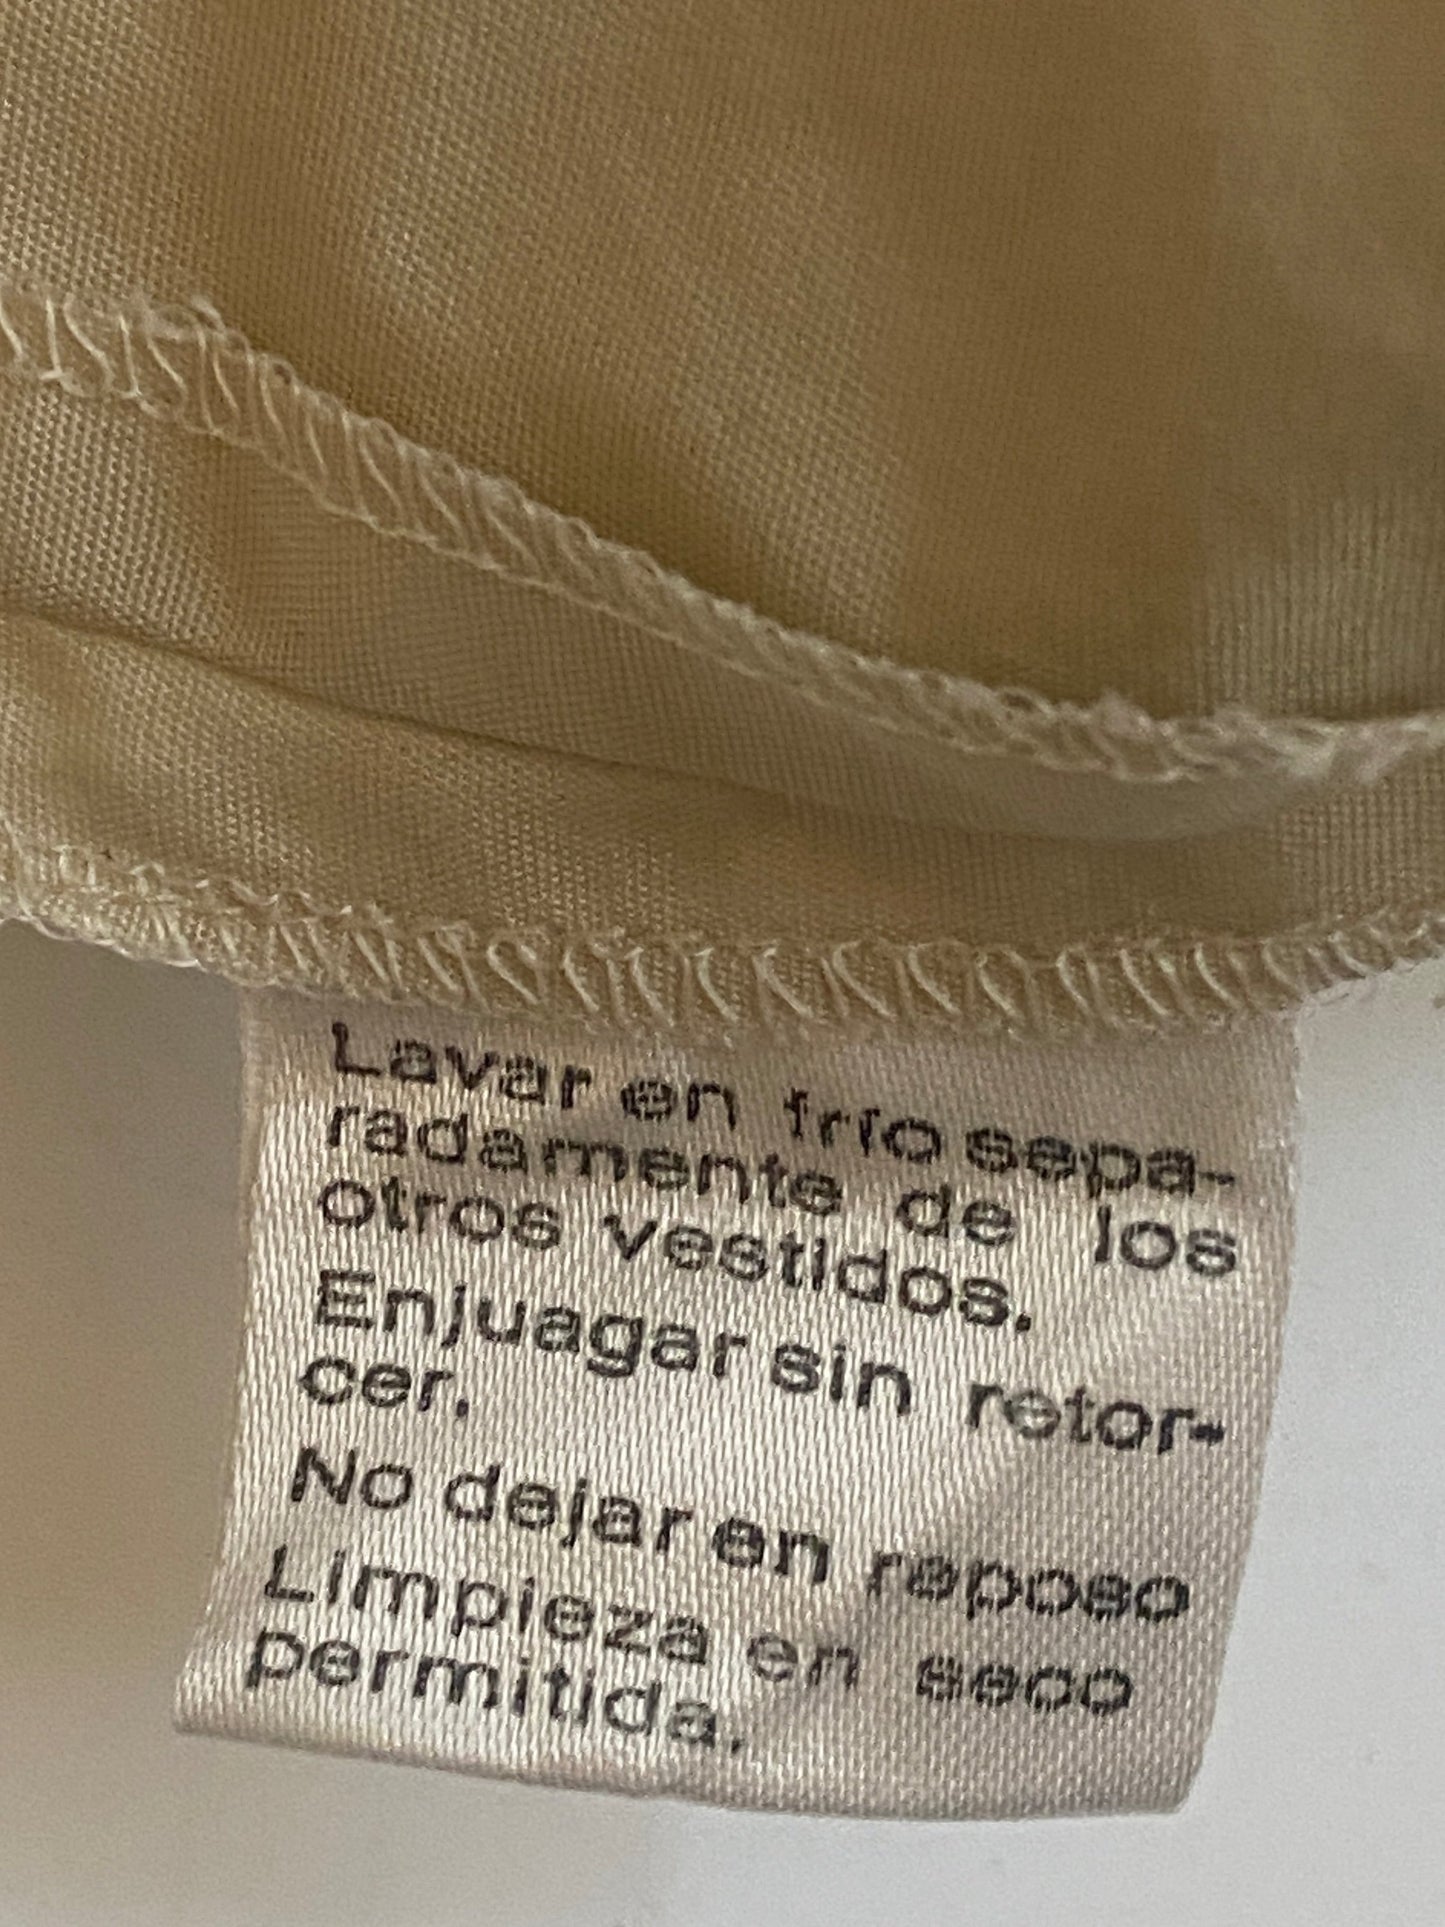 Lavar en frío sepa-
radamente de los
otros vestidos.
Enjuagar sin retor-
cer.
No dejar en reposo
Limpieza en seco
permitida.